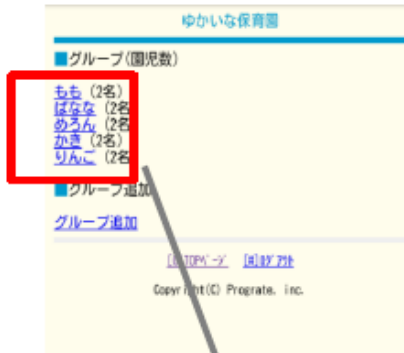 ゆかいな保育園
■グループ(園児数)
もも (2名)
ばなな (2名
めろん (2名
かき (2名)
りんご (2名
■グループ追加
グループ追加
TOPページ [#]ログアウト
Copyright(C) Prograte. inc.